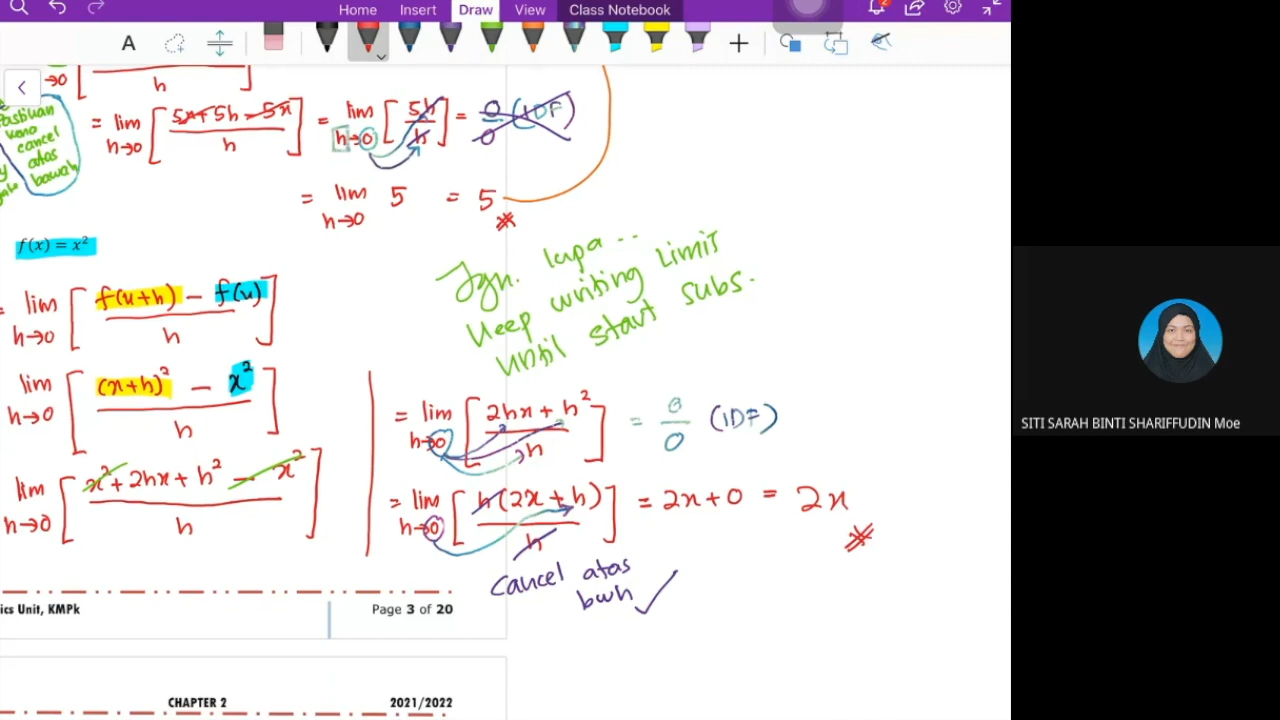 Home Insert Draw View Class Notebook
A
→0 h
Pastikan
kena
cancel
atas
bawah
= lim h→0 [ 5x + 5h - 5x / h ] = lim h→0 [ 5h / h ] = 0/0 (IDF)
= lim h→0 5 = 5
f(x) = x²
= lim h→0 [ f(x+h) - f(x) / h ]
Jgn. lupa ..
Keep writing Limit
until start subs.
lim h→0 [ (x+h)² - x² / h ]
lim h→0 [ x² + 2hx + h² - x² / h ]
= lim h→0 [ 2hx + h² / h ] = 0/0 (IDF)
= lim h→0 [ h(2x + h) / h ] = 2x + 0 = 2x
Cancel atas
bwh ✓
ics Unit, KMPk
Page 3 of 20
CHAPTER 2
2021/2022
SITI SARAH BINTI SHARIFFUDIN Moe